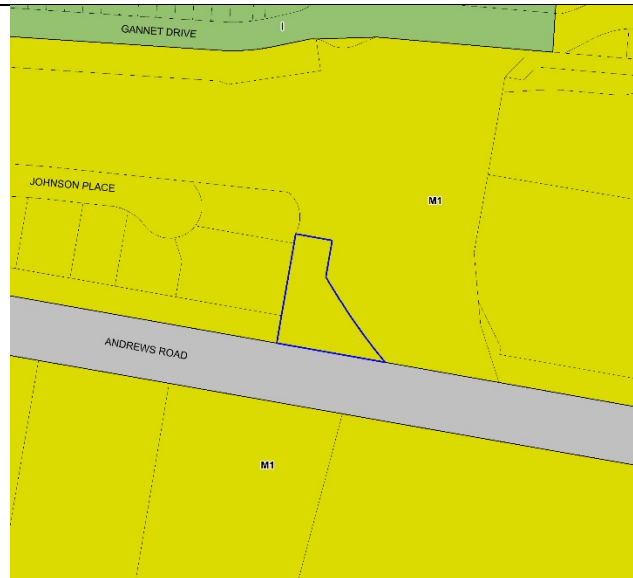 GANNET DRIVE
I
JOHNSON PLACE
M1
ANDREWS ROAD
M1